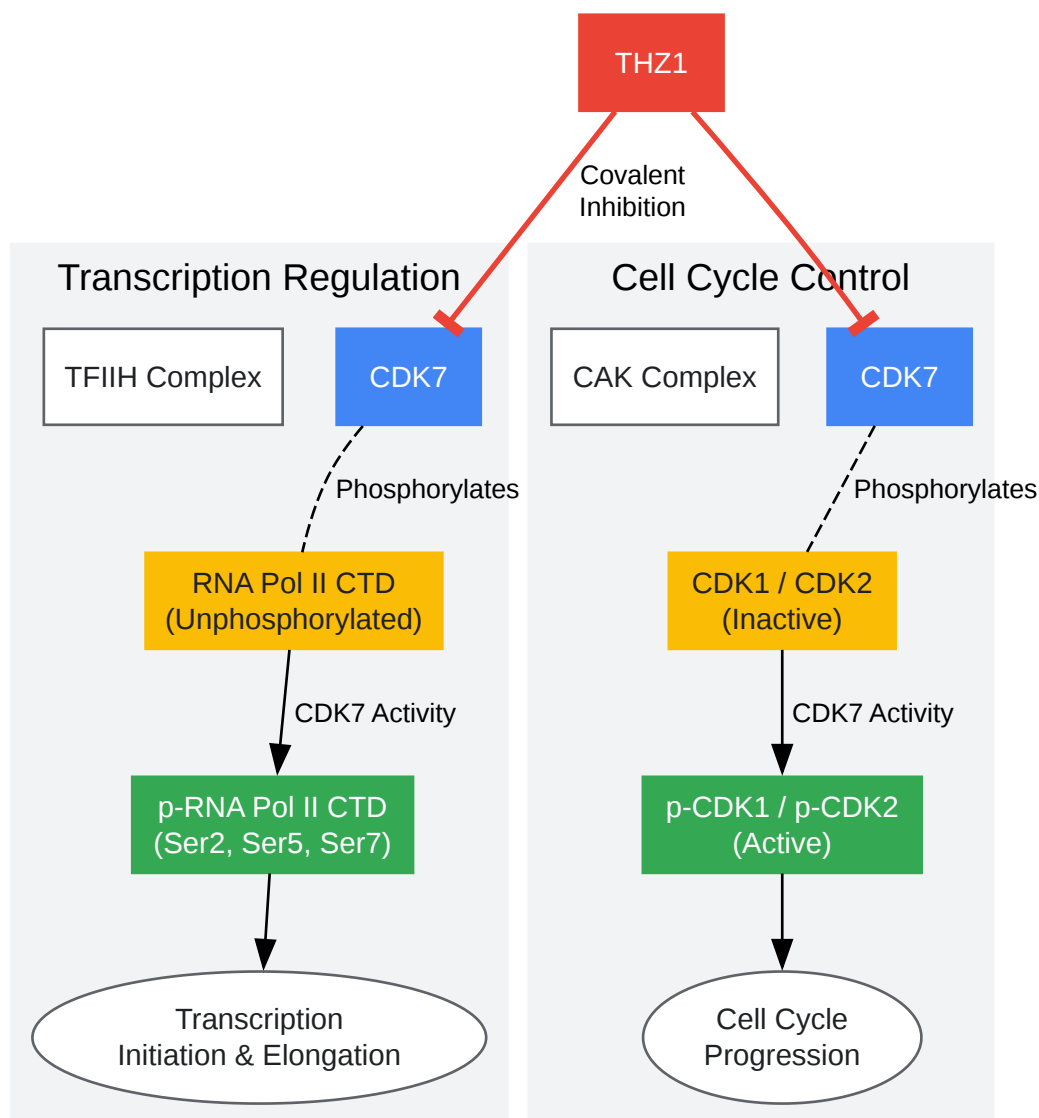 THZ1
Covalent
Inhibition
Transcription Regulation
TFIIH Complex
CDK7
Phosphorylates
RNA Pol II CTD
(Unphosphorylated)
CDK7 Activity
p-RNA Pol II CTD
(Ser2, Ser5, Ser7)
Transcription
Initiation & Elongation
Cell Cycle Control
CAK Complex
CDK7
Phosphorylates
CDK1 / CDK2
(Inactive)
CDK7 Activity
p-CDK1 / p-CDK2
(Active)
Cell Cycle
Progression